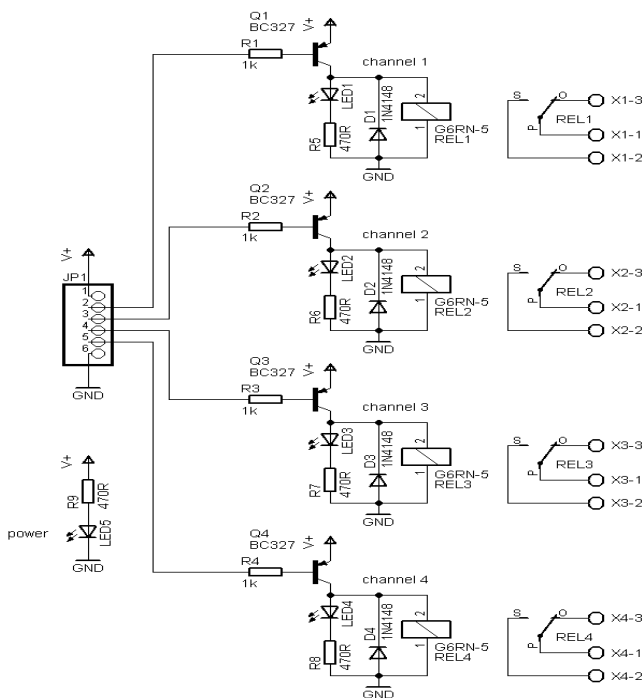 Q1
BC327
V+
R1
1k
channel 1
LED1
R5
470R
D1
1N4148
2
1
G6RN-5
REL1
GND
S
O
P
REL1
X1-3
X1-1
X1-2
Q2
BC327
V+
R2
1k
channel 2
LED2
R6
470R
D2
1N4148
2
1
G6RN-5
REL2
GND
S
O
P
REL2
X2-3
X2-1
X2-2
V+
JP1
1
2
3
4
5
6
GND
Q3
BC327
V+
R3
1k
channel 3
LED3
R7
470R
D3
1N4148
2
1
G6RN-5
REL3
GND
S
O
P
REL3
X3-3
X3-1
X3-2
V+
R9
470R
power
LED5
GND
Q4
BC327
V+
R4
1k
channel 4
LED4
R8
470R
D4
1N4148
2
1
G6RN-5
REL4
GND
S
O
P
REL4
X4-3
X4-1
X4-2